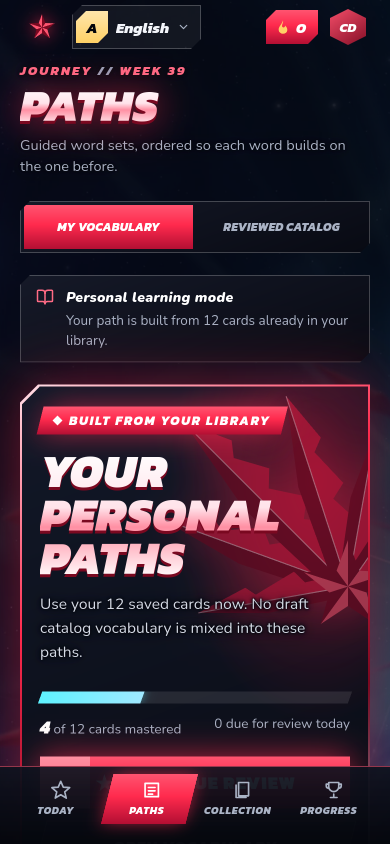 A English 0 CD
JOURNEY // WEEK 39
PATHS
Guided word sets, ordered so each word builds on
the one before.
MY VOCABULARY REVIEWED CATALOG
Personal learning mode
Your path is built from 12 cards already in your
library.
◆ BUILT FROM YOUR LIBRARY
YOUR
PERSONAL
PATHS
Use your 12 saved cards now. No draft
catalog vocabulary is mixed into these
paths.
4 of 12 cards mastered 0 due for review today
REVIEW
TODAY PATHS COLLECTION PROGRESS